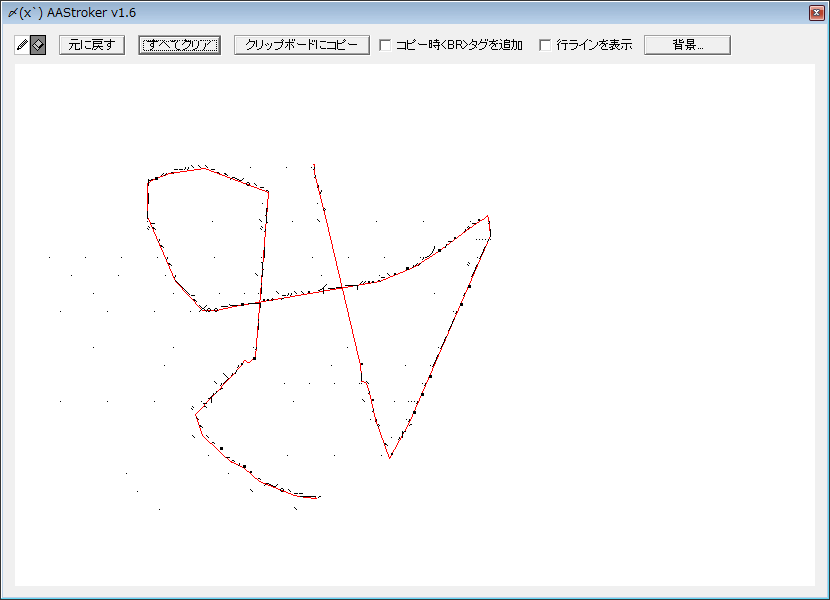 〆(x`) AAStroker v1.6
元に戻す すべてクリア クリップボードにコピー コピー時<BR>タグを追加 行ラインを表示 背景...